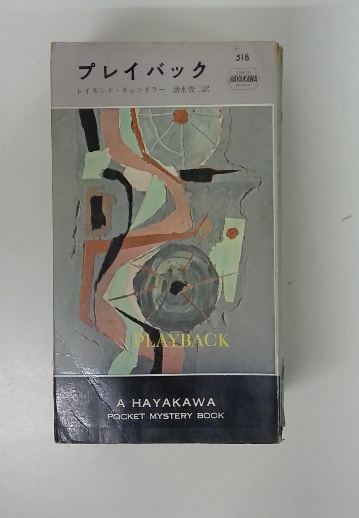 プレイバック
レイモンド・チャンドラー 清水俊二訳
518
HAYAKAWA
PLAYBACK
A HAYAKAWA
POCKET MYSTERY BOOK